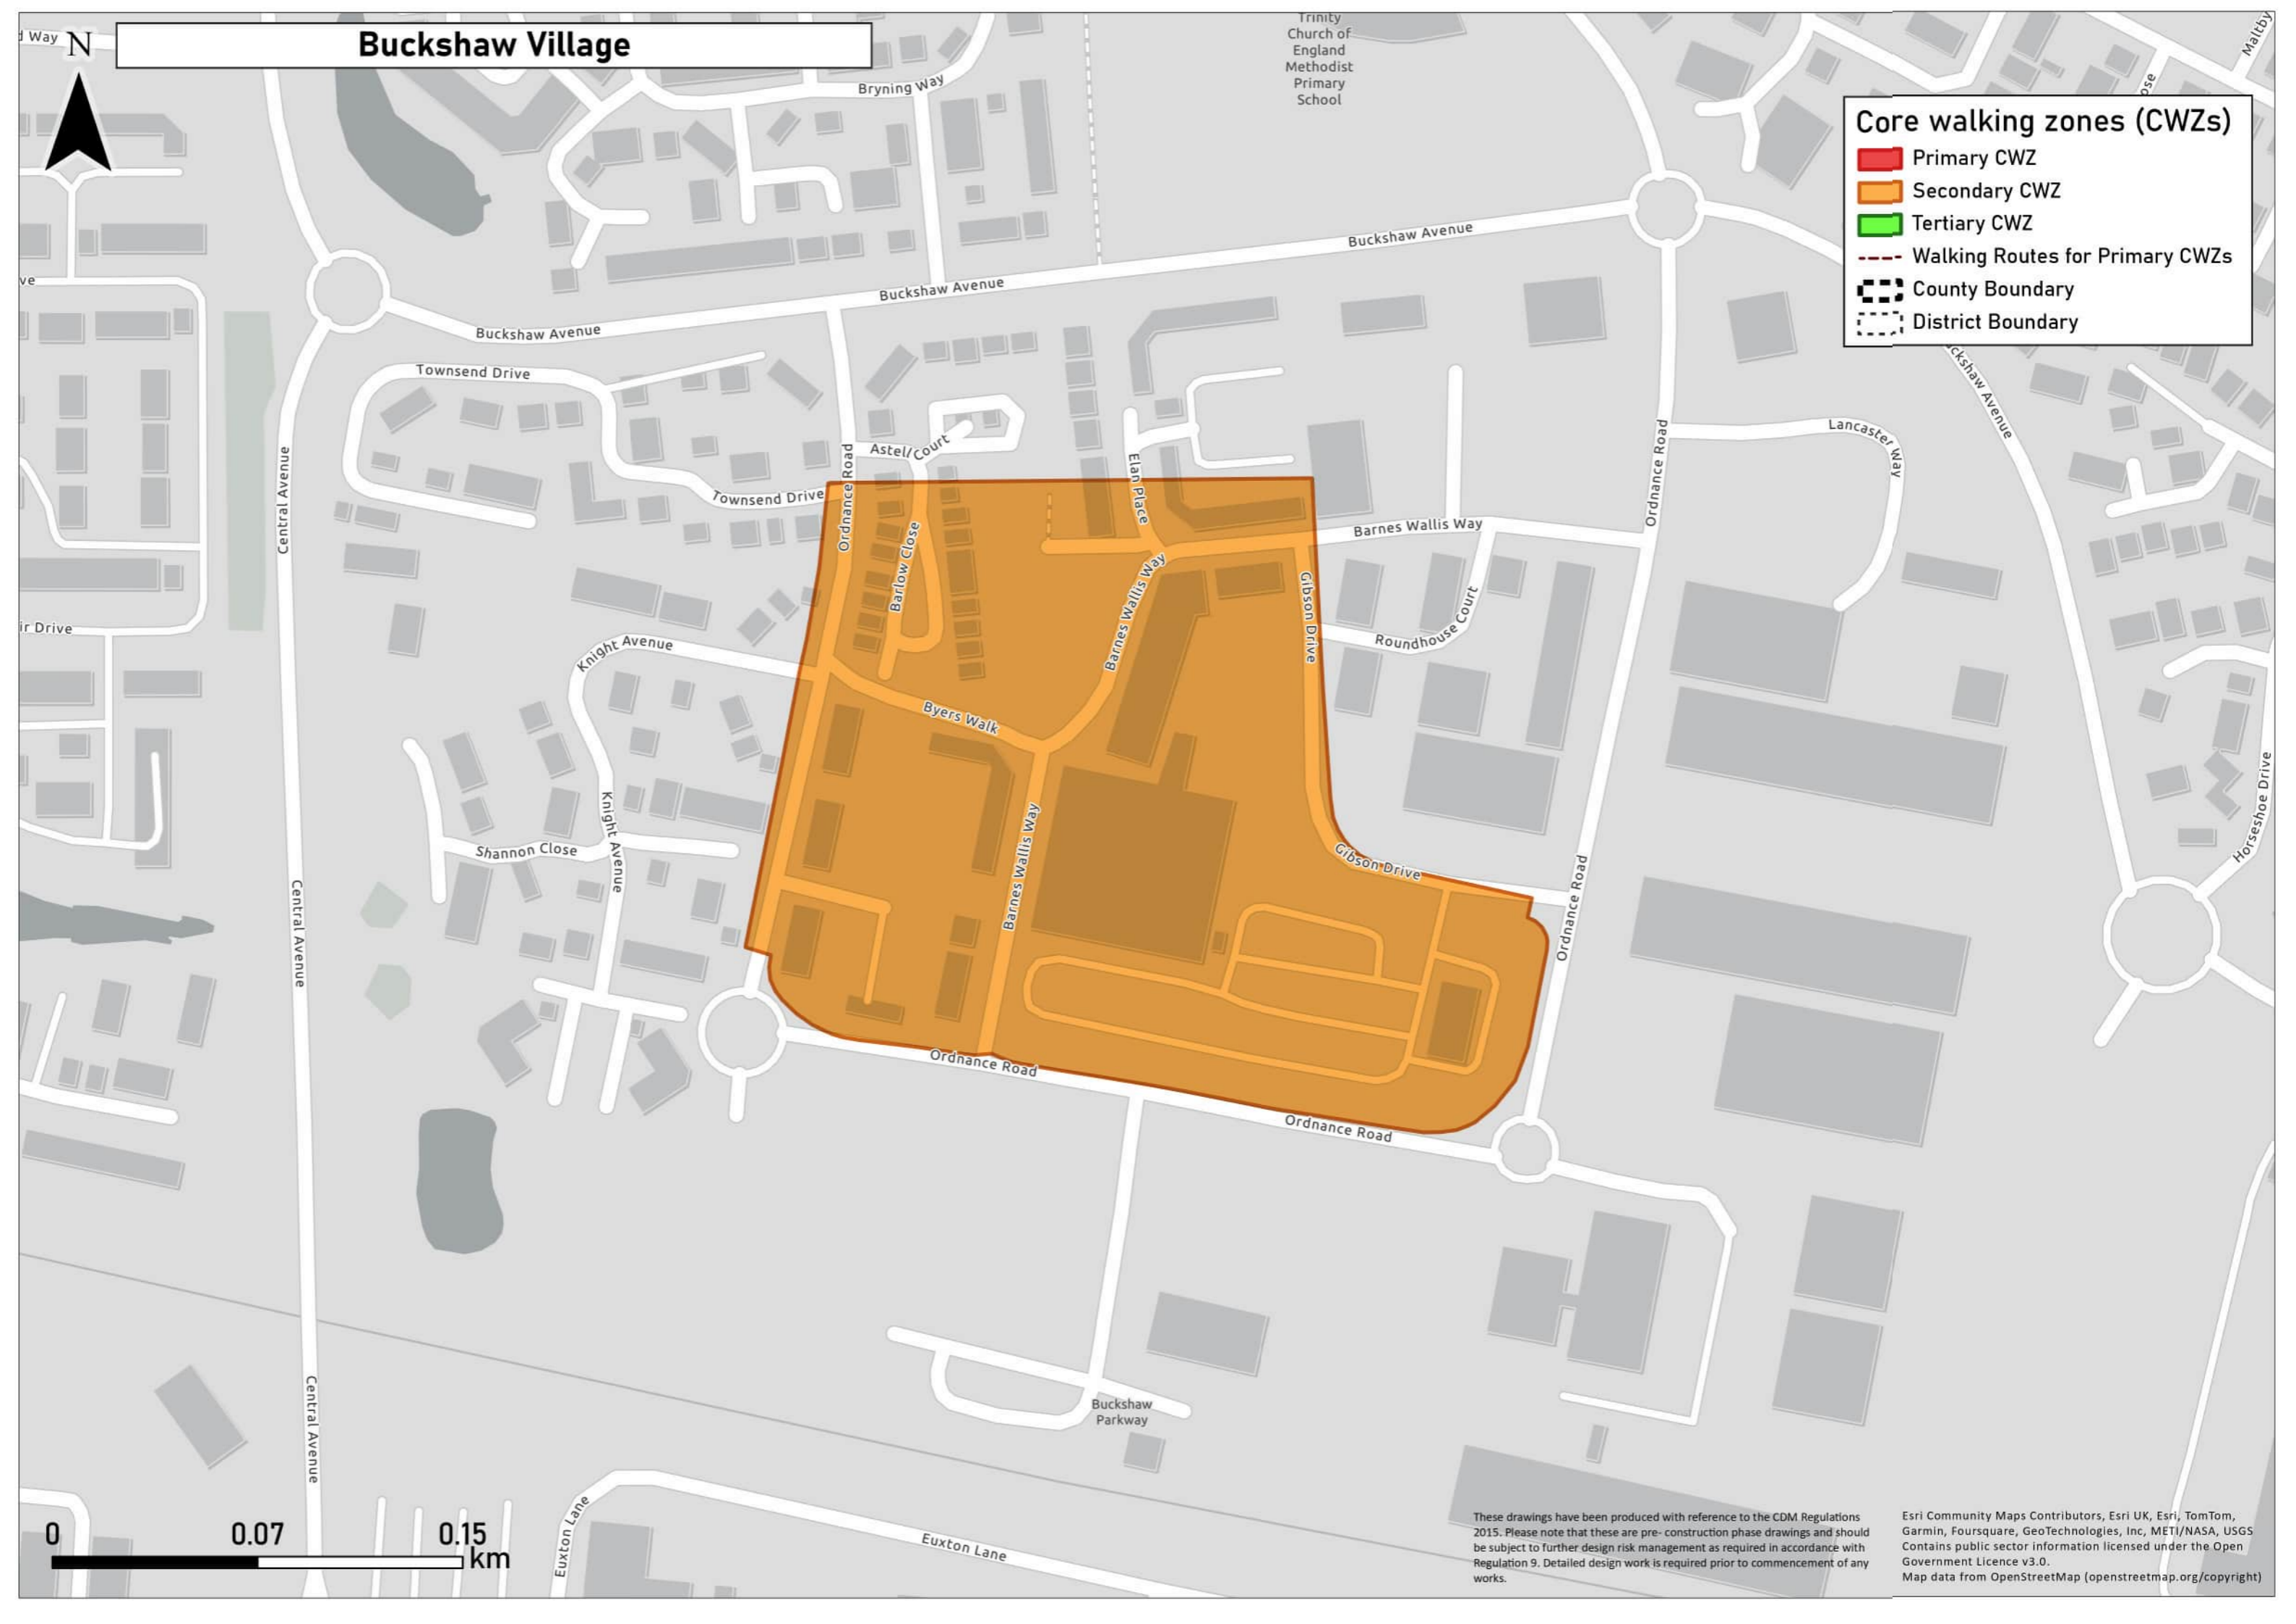 d Way
N
Buckshaw Village
Bryning Way
Trinity
Church of
England
Methodist
Primary
School
Maltby
ose
Core walking zones (CWZs)
Primary CWZ
Secondary CWZ
Tertiary CWZ
Walking Routes for Primary CWZs
County Boundary
District Boundary
Buckshaw Avenue
Buckshaw Avenue
Buckshaw Avenue
ve
ckshaw Avenue
Townsend Drive
Central Avenue
Ordnance Road
Astel/Court
Elan Place
Townsend Drive
Ordnance Road
Barlow Close
Barnes Wallis Way
Ordnance Road
Lancaster Way
Barnes Wallis Way
Gibson Drive
Roundhouse Court
ir Drive
Knight Avenue
Byers Walk
Knight Avenue
Shannon Close
Barnes Wallis Way
Gibson Drive
Ordnance Road
Horseshoe Drive
Central Avenue
Ordnance Road
Ordnance Road
Central Avenue
Buckshaw
Parkway
Euxton Lane
Euxton Lane
0 0.07 0.15
km
These drawings have been produced with reference to the CDM Regulations
2015. Please note that these are pre- construction phase drawings and should
be subject to further design risk management as required in accordance with
Regulation 9. Detailed design work is required prior to commencement of any
works.
Esri Community Maps Contributors, Esri UK, Esri, TomTom,
Garmin, Foursquare, GeoTechnologies, Inc, METI/NASA, USGS
Contains public sector information licensed under the Open
Government Licence v3.0.
Map data from OpenStreetMap (openstreetmap.org/copyright)